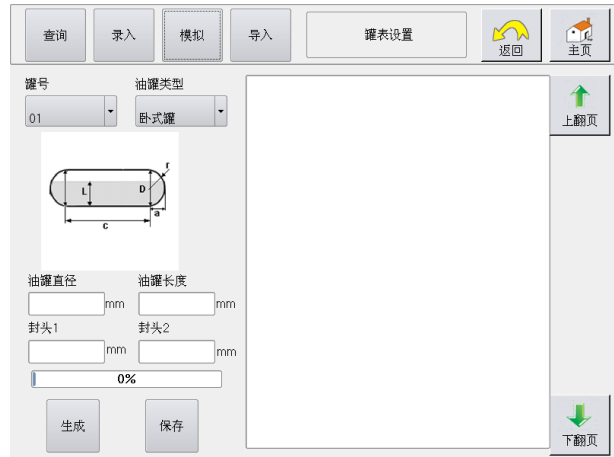 查询 录入 模拟 导入 罐表设置 返回 主页
罐号 油罐类型
01 卧式罐
上翻页
r
L D
a
c
油罐直径 油罐长度
mm mm
封头1 封头2
mm mm
0%
生成 保存
下翻页